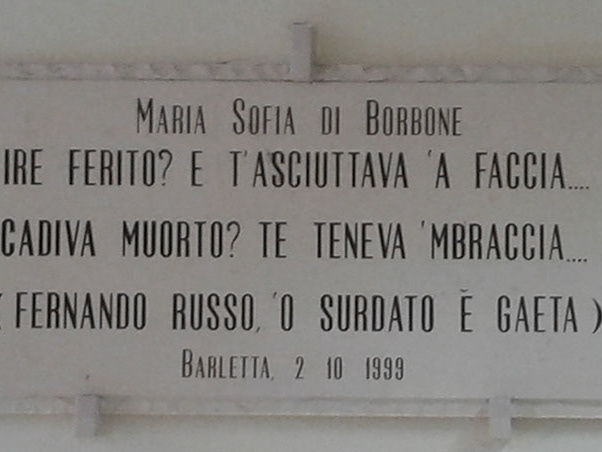 MARIA SOFIA DI BORBONE
IRE FERITO? E T'ASCIUTTAVA 'A FACCIA....
CADIVA MUORTO? TE TENEVA 'MBRACCIA....
( FERNANDO RUSSO, 'O SURDATO Ě GAETA )
BARLETTA, 2 10 1999